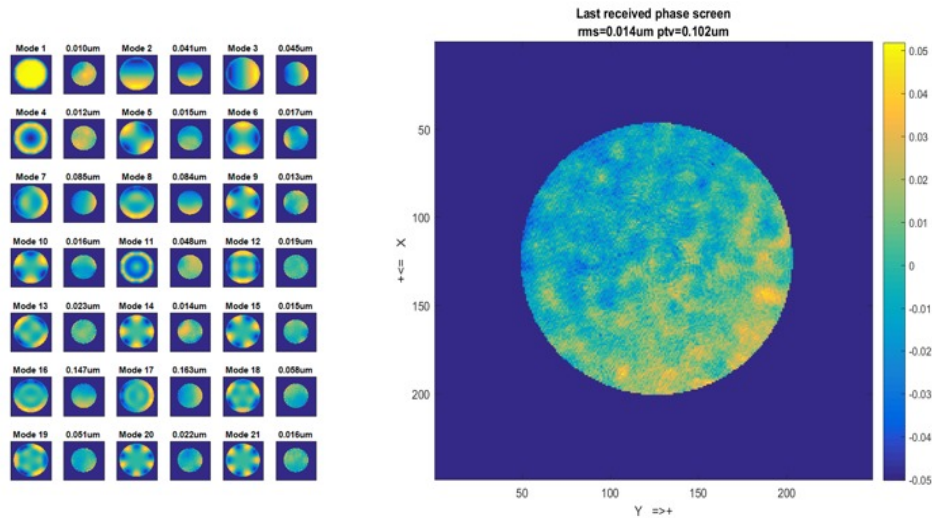 Mode 1 0.010um Mode 2 0.041um Mode 3 0.045um
Mode 4 0.012um Mode 5 0.015um Mode 6 0.017um
Mode 7 0.085um Mode 8 0.084um Mode 9 0.013um
Mode 10 0.016um Mode 11 0.048um Mode 12 0.019um
Mode 13 0.023um Mode 14 0.014um Mode 15 0.015um
Mode 16 0.147um Mode 17 0.163um Mode 18 0.058um
Mode 19 0.051um Mode 20 0.022um Mode 21 0.016um
Last received phase screen
rms=0.014um ptv=0.102um
50
100
150
200
+<= X
50 100 150 200
Y =>+
0.05
0.04
0.03
0.02
0.01
0
-0.01
-0.02
-0.03
-0.04
-0.05